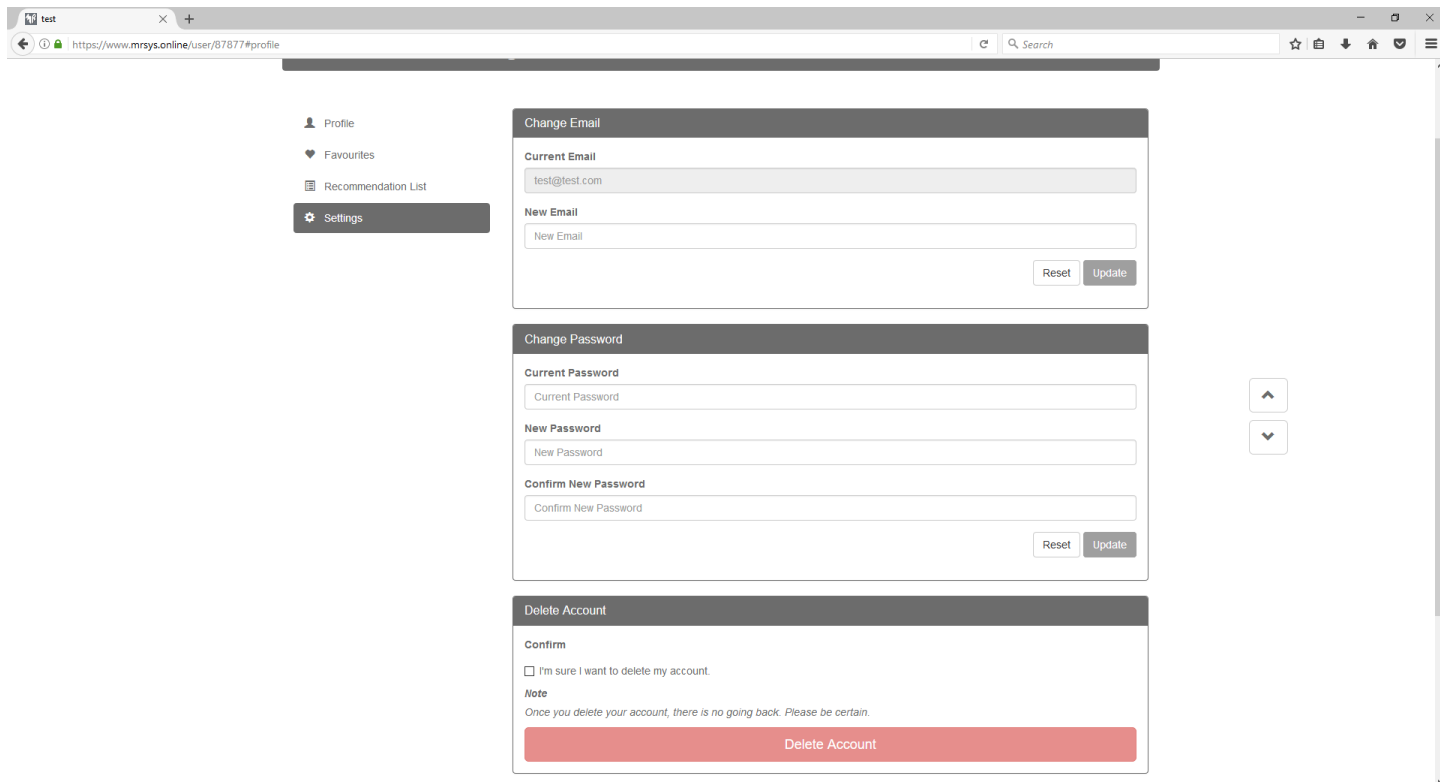 test
https://www.mrsys.online/user/87877#profile
Search
Profile
Favourites
Recommendation List
Settings
Change Email
Current Email
test@test.com
New Email
New Email
Reset Update
Change Password
Current Password
Current Password
New Password
New Password
Confirm New Password
Confirm New Password
Reset Update
Delete Account
Confirm
I'm sure I want to delete my account.
Note
Once you delete your account, there is no going back. Please be certain.
Delete Account